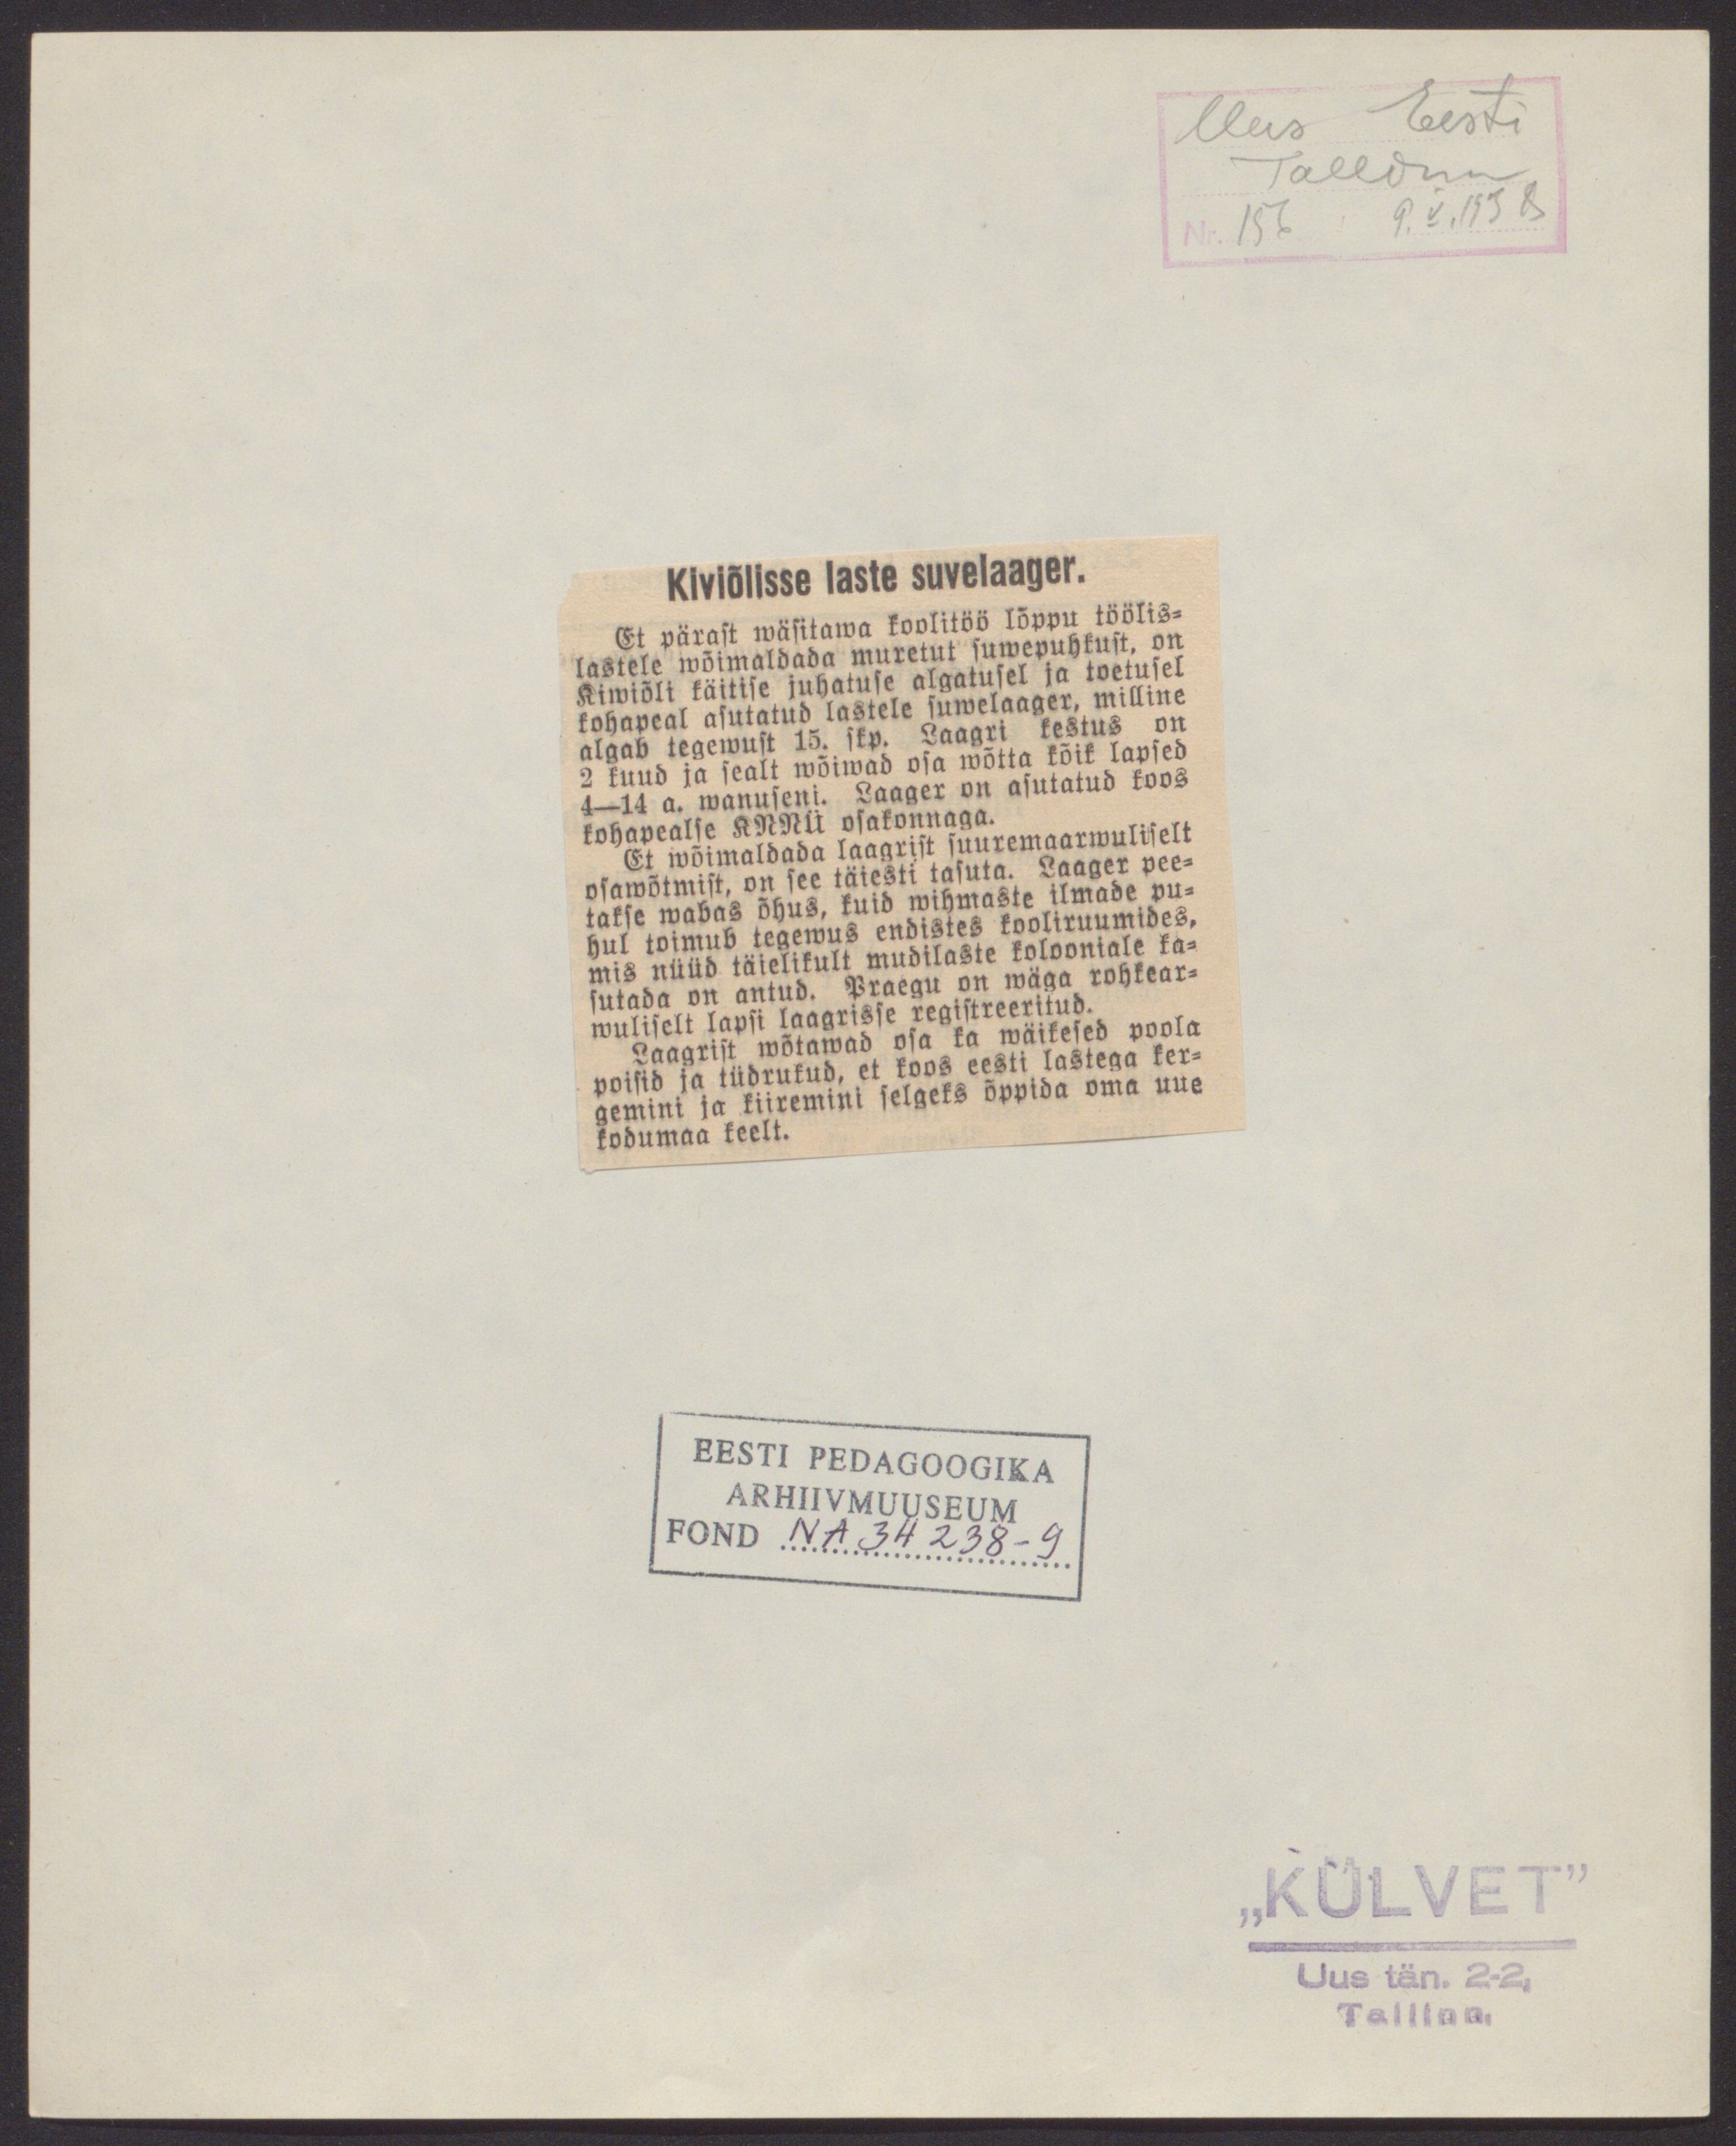 Uus Eesti
Tallinn
Nr. 156 9.V.1938
Kiviõlisse laste suvelaager.
Et pärast wäsitawa koolitöö lõppu töölis-
lastele wõimaldada muretut suwepuhkust, on
Kiwiõli käitise juhatuse algatusel ja toetusel
kohapeal asutatud lastele suwelaager, milline
algab tegewust 15. skp. Laagri kestus on
2 kuud ja sealt wõiwad osa wõtta kõik lapsed
4—14 a. wanuseni. Laager on asutatud koos
kohapealse KNNÜ osakonnaga.
Et wõimaldada laagrist suuremaarwuliselt
osawõtmist, on see täiesti tasuta. Laager pee-
takse wabas õhus, kuid wihmaste ilmade pu-
hul toimub tegewus endistes kooliruumides,
mis nüüd täielikult mudilaste kolooniale ka-
sutada on antud. Praegu on wäga rohkear-
wuliselt lapsi laagrisse registreeritud.
Laagrist wõtawad osa ka wäikesed poola
poisid ja tüdrukud, et koos eesti lastega ker-
gemini ja kiiremini selgeks õppida oma uue
kodumaa keelt.
EESTI PEDAGOOGIKA
ARHIIVMUUSEUM
FOND NA 34238-9
„KÜLVET”
Uus tän. 2-2,
Tallinn.